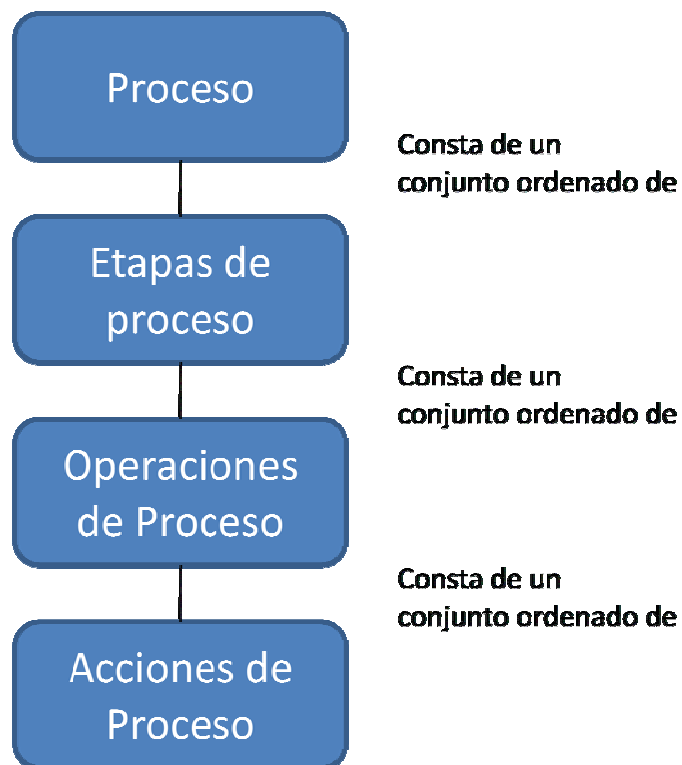 Proceso
Consta de un
conjunto ordenado de
Etapas de
proceso
Consta de un
conjunto ordenado de
Operaciones
de Proceso
Consta de un
conjunto ordenado de
Acciones de
Proceso